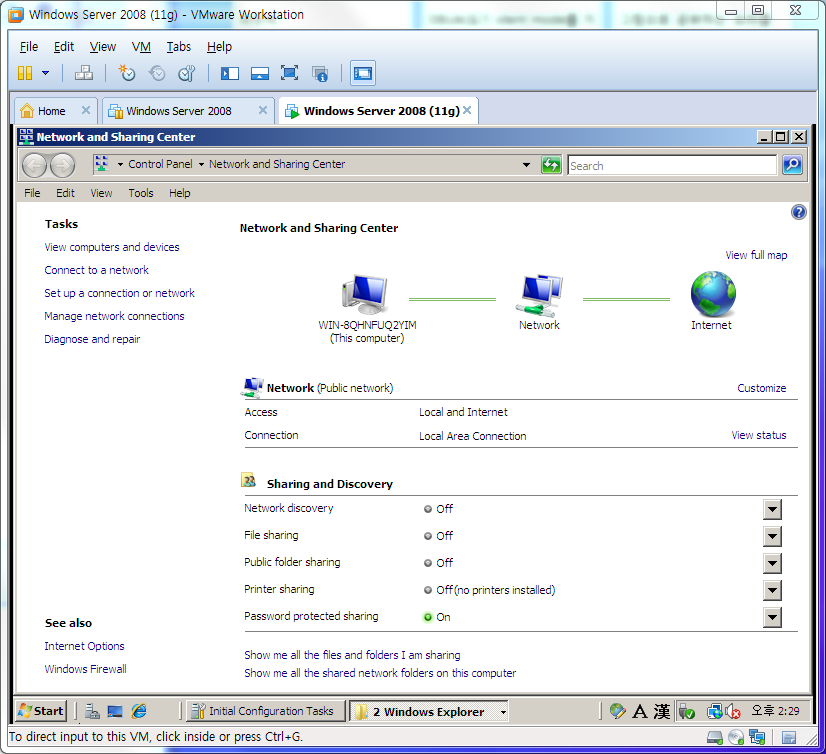 Windows Server 2008 (11g) - VMware Workstation
File Edit View VM Tabs Help
Home Windows Server 2008 Windows Server 2008 (11g)
Network and Sharing Center
Control Panel Network and Sharing Center Search
File Edit View Tools Help
Tasks
View computers and devices
Connect to a network
Set up a connection or network
Manage network connections
Diagnose and repair
Network and Sharing Center
View full map
WIN-8QHNFUQ2YIM Network Internet
(This computer)
Network (Public network) Customize
Access Local and Internet
Connection Local Area Connection View status
Sharing and Discovery
Network discovery Off
File sharing Off
Public folder sharing Off
Printer sharing Off (no printers installed)
Password protected sharing On
Show me all the files and folders I am sharing
Show me all the shared network folders on this computer
See also
Internet Options
Windows Firewall
Start Initial Configuration Tasks 2 Windows Explorer A 漢 오후 2:29
To direct input to this VM, click inside or press Ctrl+G.